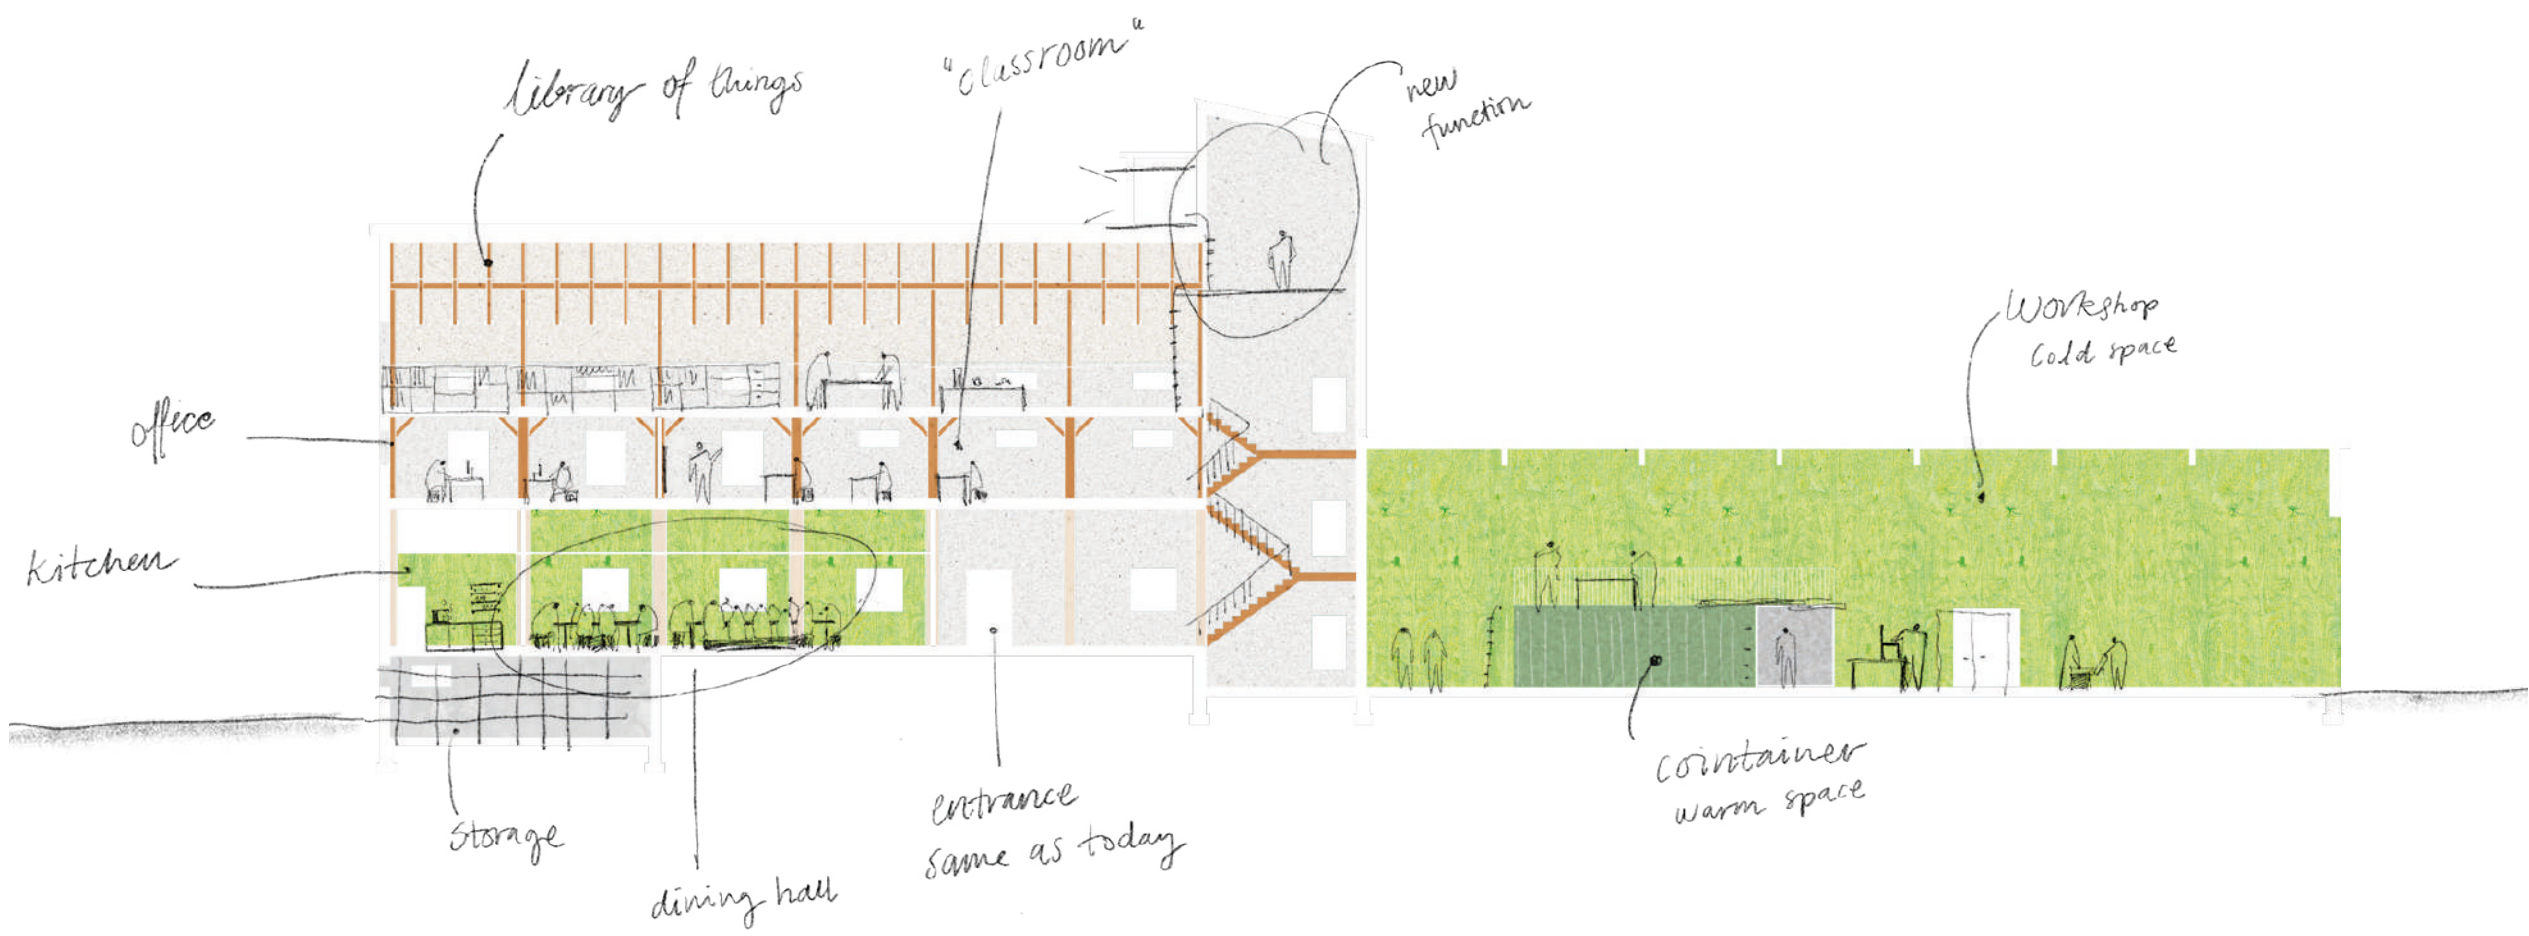 library of things
"classroom"
new
function
office
Workshop
Cold space
kitchen
storage
dining hall
entrance
same as today
cointainer
warm space